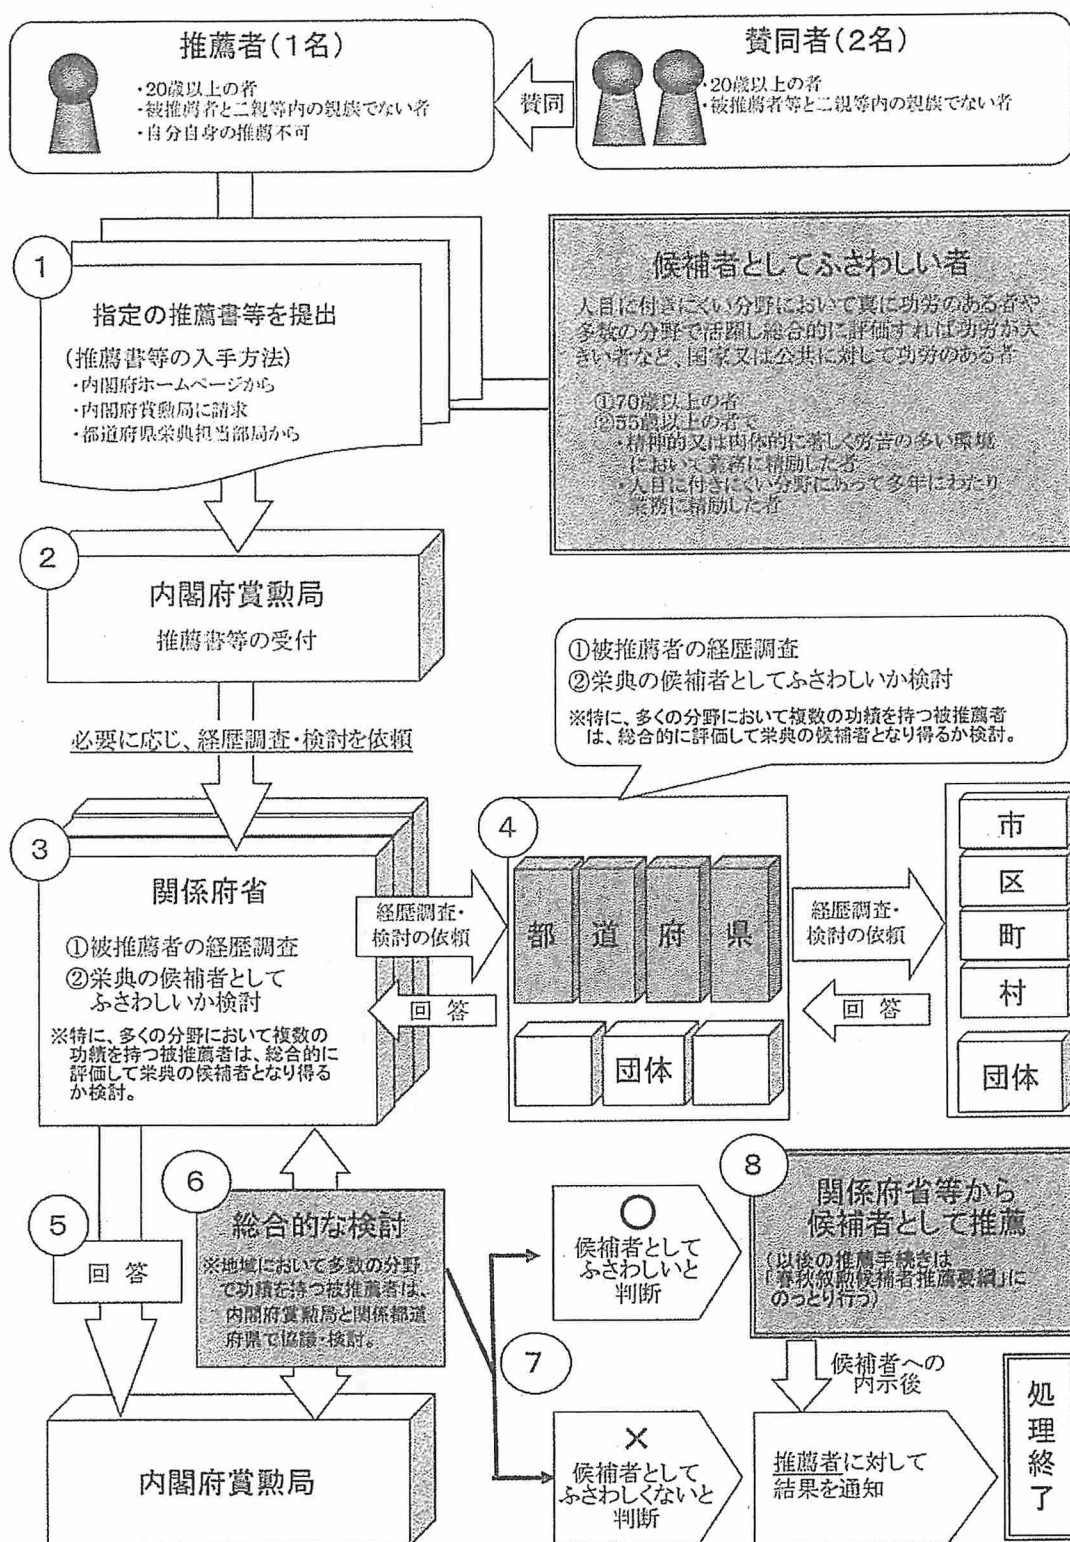 推薦者(1名)
・20歳以上の者
・被推薦者と二親等内の親族でない者
・自分自身の推薦不可
賛同
賛同者(2名)
・20歳以上の者
・被推薦者等と二親等内の親族でない者
1
指定の推薦書等を提出
(推薦書等の入手方法)
・内閣府ホームページから
・内閣府賞勲局に請求
・都道府県栄典担当部局から
候補者としてふさわしい者
人目に付きにくい分野において真に功労のある者や
多数の分野で活躍し総合的に評価すれば功労が大
きい者など、国家又は公共に対して功労のある者
①70歳以上の者
②55歳以上の者で
・精神的又は肉体的に著しく労苦の多い環境
において業務に精励した者
・人目に付きにくい分野にあって多年にわたり
業務に精励した者
2
内閣府賞勲局
推薦書等の受付
必要に応じ、経歴調査・検討を依頼
①被推薦者の経歴調査
②栄典の候補者としてふさわしいか検討
※特に、多くの分野において複数の功績を持つ被推薦者
は、総合的に評価して栄典の候補者となり得るか検討。
3
関係府省
①被推薦者の経歴調査
②栄典の候補者として
ふさわしいか検討
※特に、多くの分野において複数の
功績を持つ被推薦者は、総合的に
評価して栄典の候補者となり得る
か検討。
経歴調査・
検討の依頼
回答
4
都道府県
団体
経歴調査・
検討の依頼
回答
市
区
町
村
団体
5
回答
6
総合的な検討
※地域において多数の分野
で功績を持つ被推薦者は、
内閣府賞勲局と関係都道
府県で協議・検討。
7
○
候補者として
ふさわしいと
判断
8
関係府省等から
候補者として推薦
(以後の推薦手続きは
「春秋叙勲候補者推薦要綱」に
のっとり行う)
候補者への
内示後
内閣府賞勲局
×
候補者として
ふさわしくないと
判断
推薦者に対して
結果を通知
処理終了